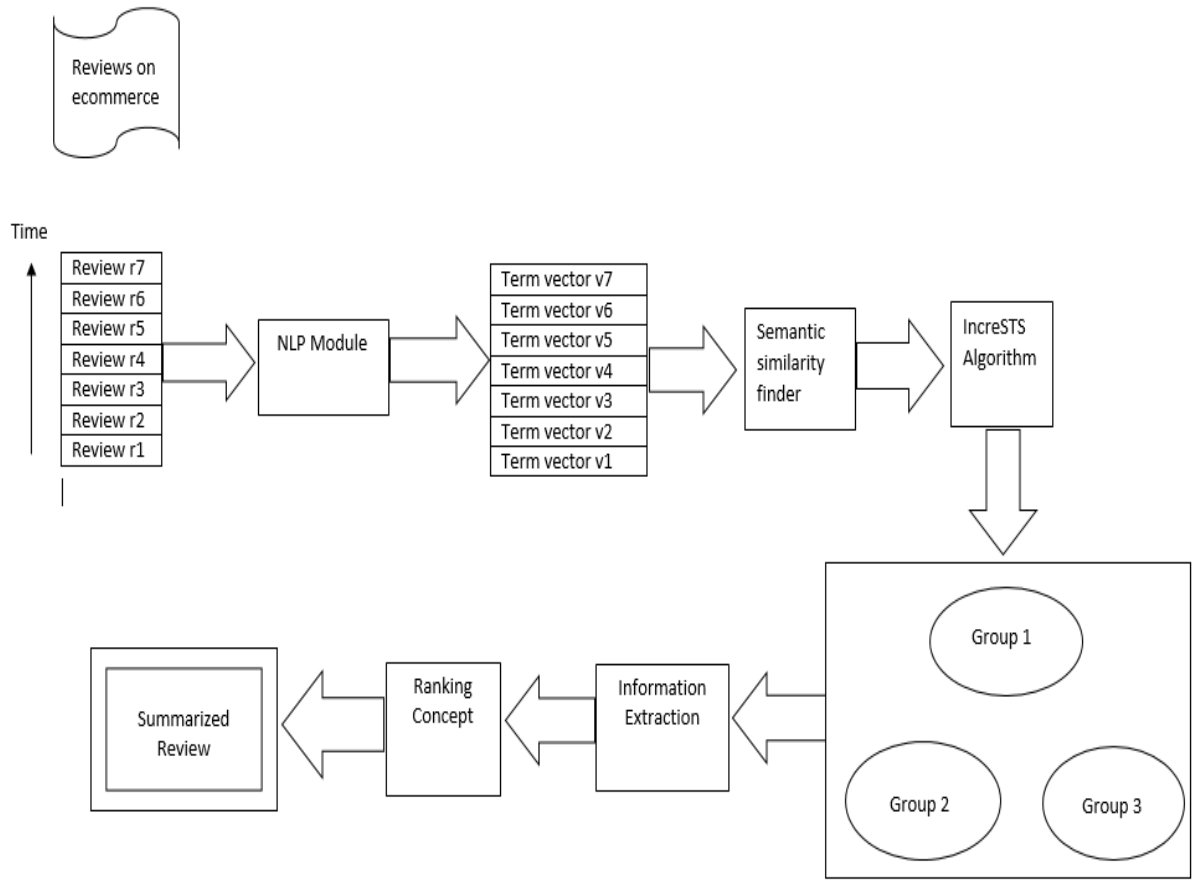 Reviews on
ecommerce
Time
Review r7
Review r6
Review r5
Review r4
Review r3
Review r2
Review r1
NLP Module
Term vector v7
Term vector v6
Term vector v5
Term vector v4
Term vector v3
Term vector v2
Term vector v1
Semantic
similarity
finder
IncreSTS
Algorithm
Group 1
Group 2
Group 3
Information
Extraction
Ranking
Concept
Summarized
Review